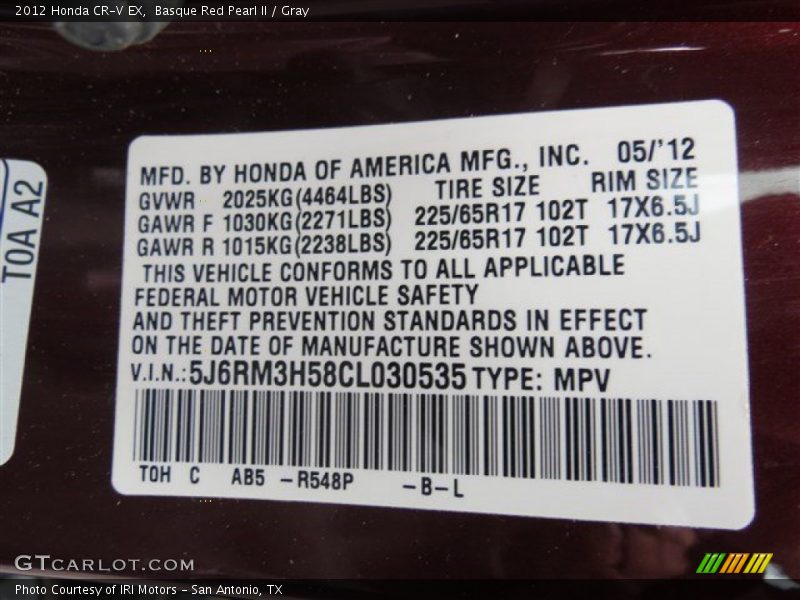 2012 Honda CR-V EX, Basque Red Pearl II / Gray
T0A A2
MFD. BY HONDA OF AMERICA MFG., INC. 05/'12
GVWR 2025KG(4464LBS) TIRE SIZE RIM SIZE
GAWR F 1030KG(2271LBS) 225/65R17 102T 17X6.5J
GAWR R 1015KG(2238LBS) 225/65R17 102T 17X6.5J
THIS VEHICLE CONFORMS TO ALL APPLICABLE
FEDERAL MOTOR VEHICLE SAFETY
AND THEFT PREVENTION STANDARDS IN EFFECT
ON THE DATE OF MANUFACTURE SHOWN ABOVE.
V.I.N.:5J6RM3H58CL030535 TYPE: MPV
T0H C AB5 -R548P -B-L
GTCARLOT.COM
Photo Courtesy of IRI Motors - San Antonio, TX